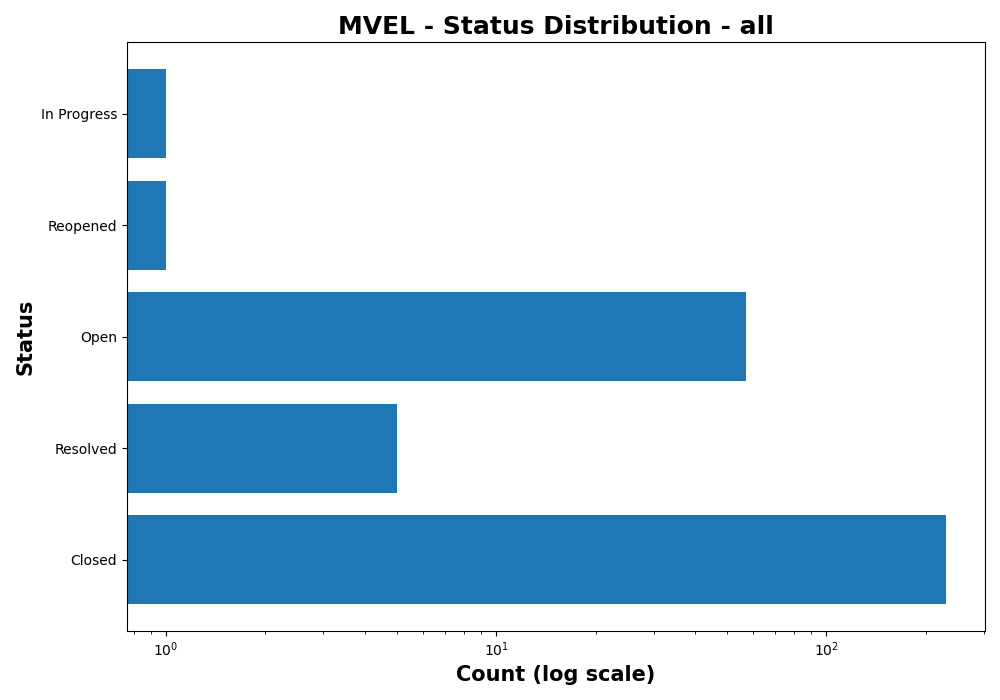 MVEL - Status Distribution - all
Status
In Progress
Reopened
Open
Resolved
Closed
10⁰
10¹
10²
Count (log scale)